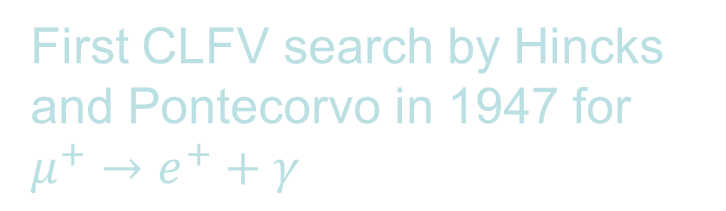 First CLFV search by Hincks
and Pontecorvo in 1947 for
𝜇⁺ → 𝑒⁺ + 𝛾